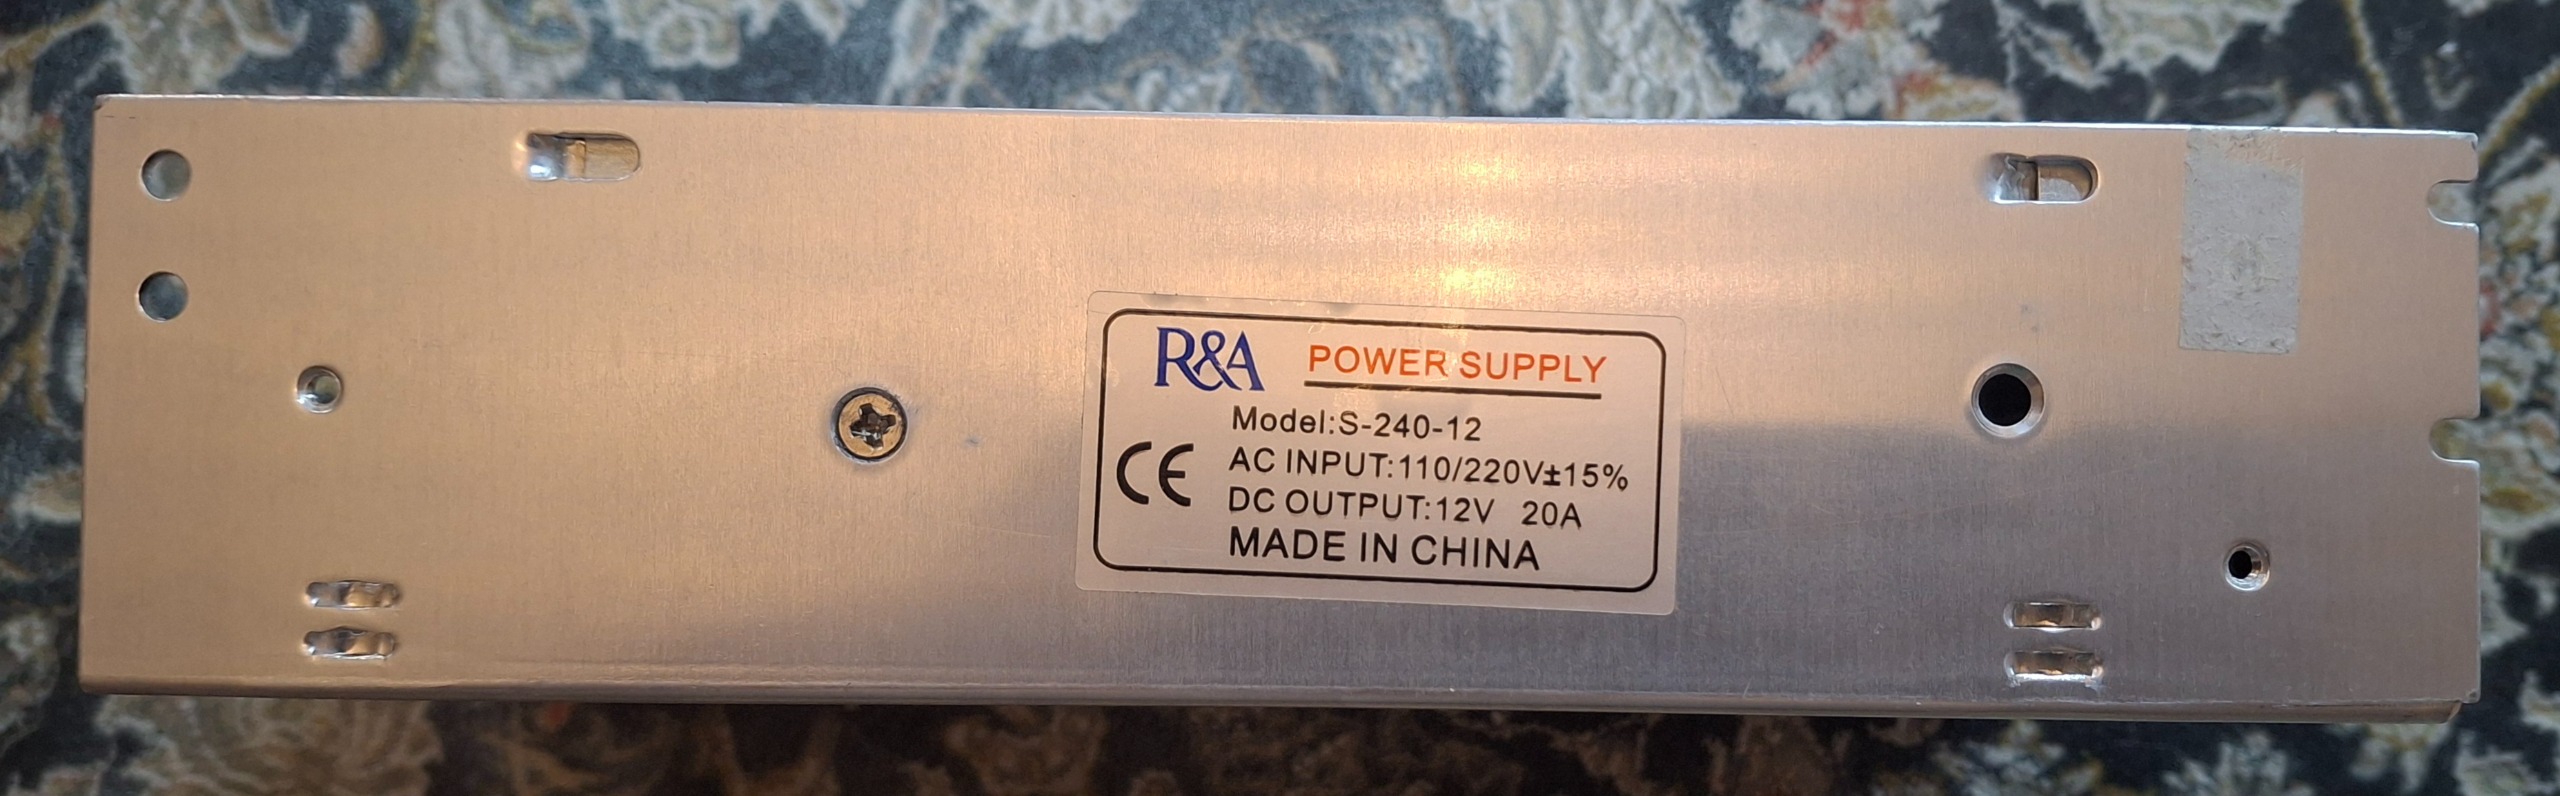 R&A POWER SUPPLY
Model:S-240-12
AC INPUT:110/220V±15%
CE DC OUTPUT:12V 20A
MADE IN CHINA